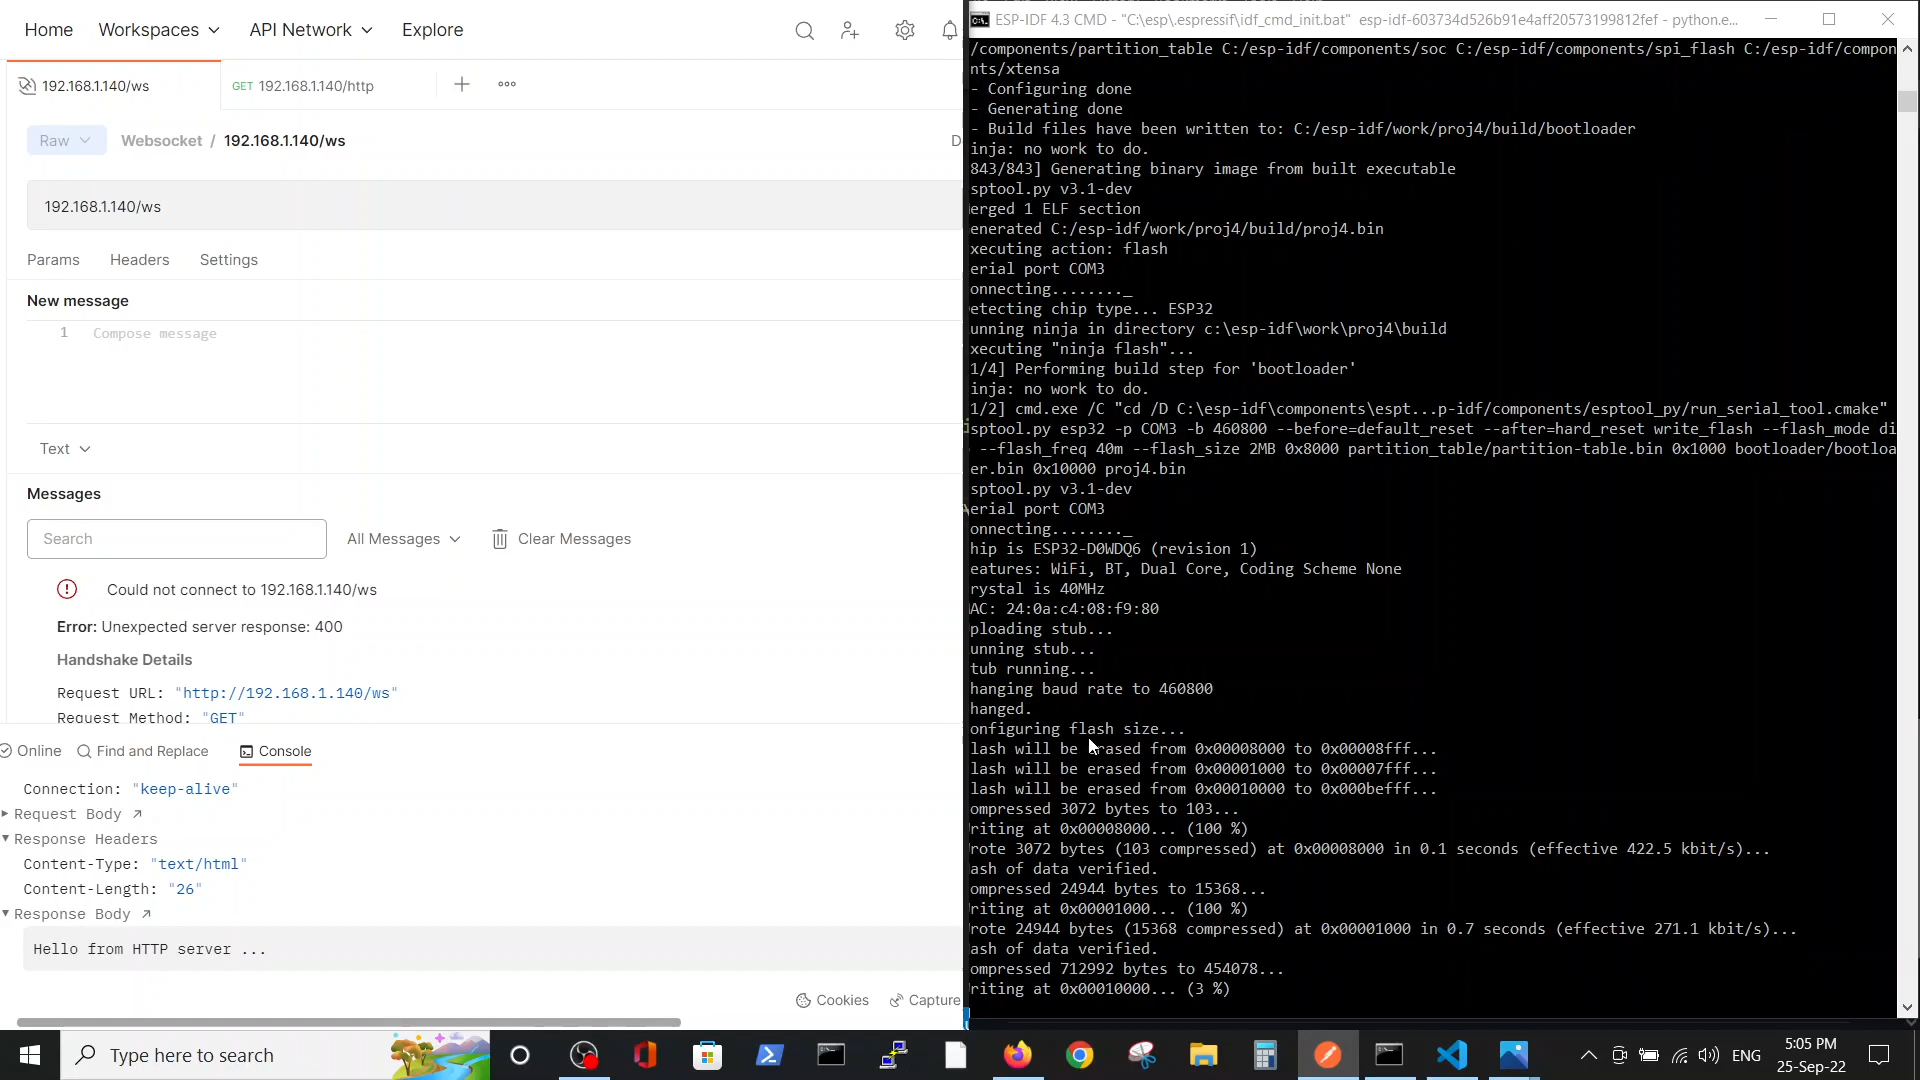 Home
Workspaces
API Network
Explore
192.168.1.140/ws
GET 192.168.1.140/http
Raw
Websocket / 192.168.1.140/ws
192.168.1.140/ws
Params
Headers
Settings
New message
1 Compose message
Text
Messages
Search
All Messages
Clear Messages
Could not connect to 192.168.1.140/ws
Error: Unexpected server response: 400
Handshake Details
Request URL: "http://192.168.1.140/ws"
Request Method: "GET"
Online
Find and Replace
Console
Connection: "keep-alive"
Request Body
Response Headers
Content-Type: "text/html"
Content-Length: "26"
Response Body
Hello from HTTP server ...
Cookies
Capture
ESP-IDF 4.3 CMD - "C:\esp\.espressif\idf_cmd_init.bat" esp-idf-603734d526b91e4aff20573199812fef - python.e...
/components/partition_table C:/esp-idf/components/soc C:/esp-idf/components/spi_flash C:/esp-idf/compon
nts/xtensa
- Configuring done
- Generating done
- Build files have been written to: C:/esp-idf/work/proj4/build/bootloader
inja: no work to do.
843/843] Generating binary image from built executable
sptool.py v3.1-dev
erged 1 ELF section
enerated C:/esp-idf/work/proj4/build/proj4.bin
xecuting action: flash
erial port COM3
onnecting........_
etecting chip type... ESP32
unning ninja in directory c:\esp-idf\work\proj4\build
xecuting "ninja flash"...
1/4] Performing build step for 'bootloader'
inja: no work to do.
1/2] cmd.exe /C "cd /D C:\esp-idf\components\espt...p-idf/components/esptool_py/run_serial_tool.cmake"
sptool.py esp32 -p COM3 -b 460800 --before=default_reset --after=hard_reset write_flash --flash_mode di
--flash_freq 40m --flash_size 2MB 0x8000 partition_table/partition-table.bin 0x1000 bootloader/bootloa
er.bin 0x10000 proj4.bin
sptool.py v3.1-dev
erial port COM3
onnecting........_
hip is ESP32-D0WDQ6 (revision 1)
eatures: WiFi, BT, Dual Core, Coding Scheme None
rystal is 40MHz
AC: 24:0a:c4:08:f9:80
ploading stub...
unning stub...
tub running...
hanging baud rate to 460800
hanged.
onfiguring flash size...
lash will be erased from 0x00008000 to 0x00008fff...
lash will be erased from 0x00001000 to 0x00007fff...
lash will be erased from 0x00010000 to 0x000befff...
ompressed 3072 bytes to 103...
riting at 0x00008000... (100 %)
rote 3072 bytes (103 compressed) at 0x00008000 in 0.1 seconds (effective 422.5 kbit/s)...
ash of data verified.
ompressed 24944 bytes to 15368...
riting at 0x00001000... (100 %)
rote 24944 bytes (15368 compressed) at 0x00001000 in 0.7 seconds (effective 271.1 kbit/s)...
ash of data verified.
ompressed 712992 bytes to 454078...
riting at 0x00010000... (3 %)
Type here to search
ENG
5:05 PM
25-Sep-22